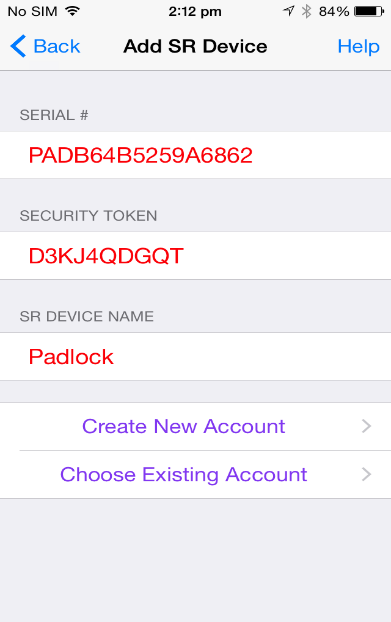 No SIM 2:12 pm 84%
Back Add SR Device Help
SERIAL #
PADB64B5259A6862
SECURITY TOKEN
D3KJ4QDGQT
SR DEVICE NAME
Padlock
Create New Account
Choose Existing Account